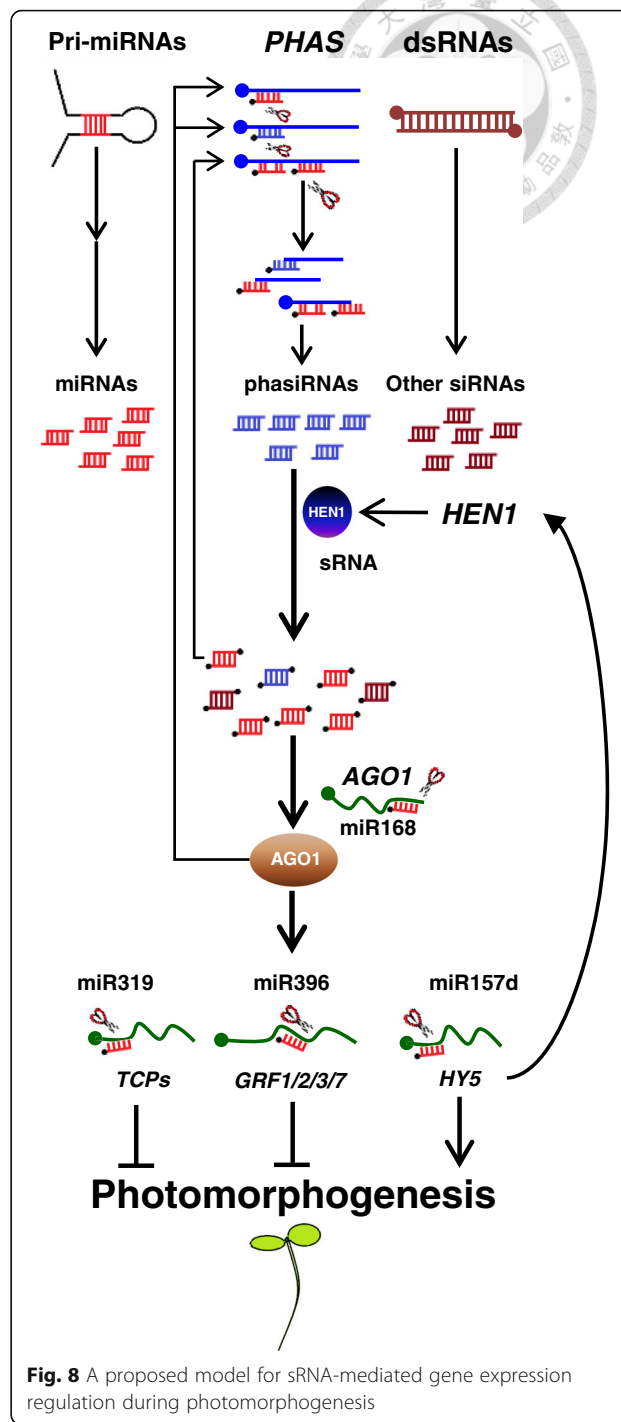 Pri-miRNAs PHAS dsRNAs
miRNAs phasiRNAs Other siRNAs
HEN1 HEN1
sRNA
AGO1
miR168
AGO1
miR319 miR396 miR157d
TCPs GRF1/2/3/7 HY5
Photomorphogenesis
Fig. 8 A proposed model for sRNA-mediated gene expression
regulation during photomorphogenesis